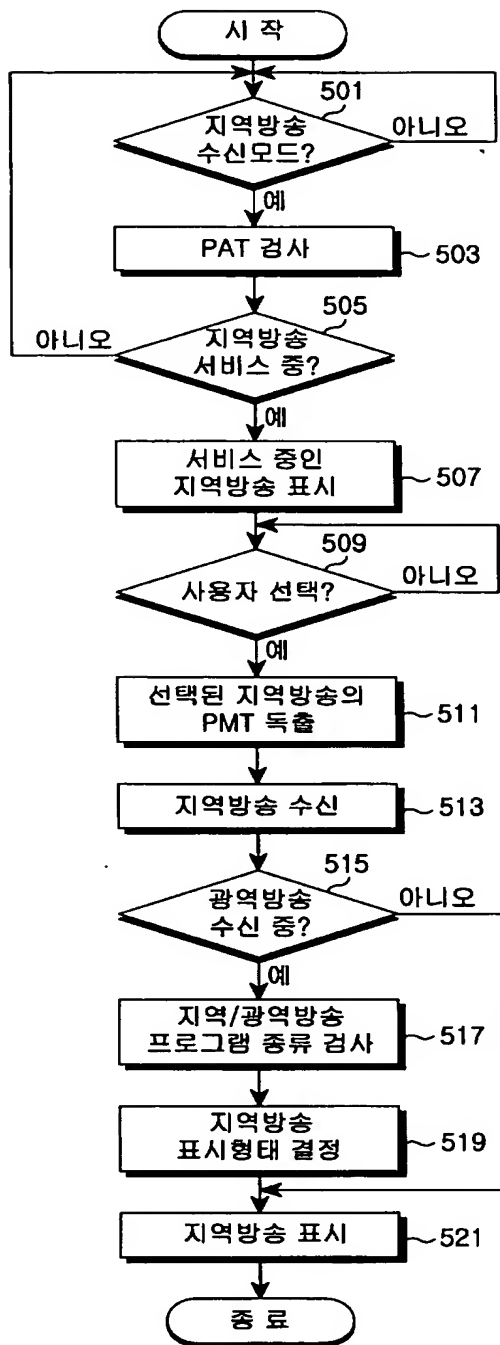 시 작
501
지역방송
수신모드?
아니오
예
PAT 검사
503
505
아니오
지역방송
서비스 중?
예
서비스 중인
지역방송 표시
507
509
사용자 선택?
아니오
예
선택된 지역방송의
PMT 독출
511
지역방송 수신
513
515
광역방송
수신 중?
아니오
예
지역/광역방송
프로그램 종류 검사
517
지역방송
표시형태 결정
519
지역방송 표시
521
종 료